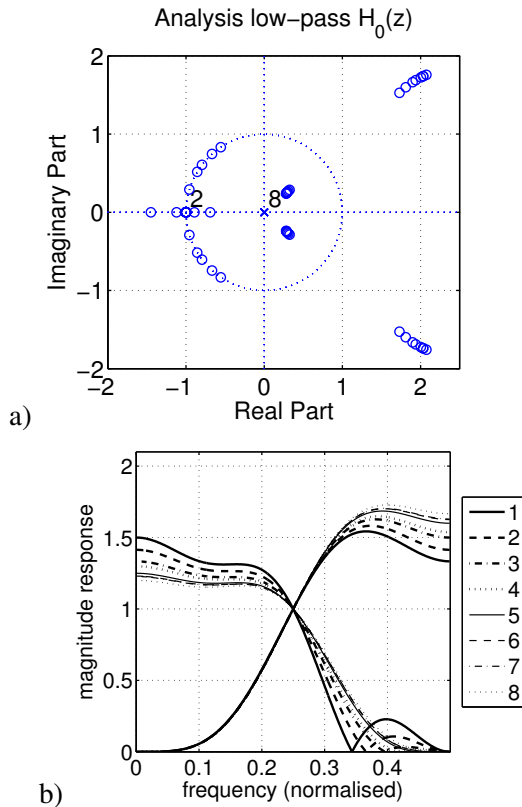 Analysis low−pass H_0(z)
2
1
0
−1
−2
Imaginary Part
2
8
−2 −1 0 1 2
Real Part
a)
2
1.5
1
0.5
0
magnitude response
0 0.1 0.2 0.3 0.4
frequency (normalised)
1
2
3
4
5
6
7
8
b)